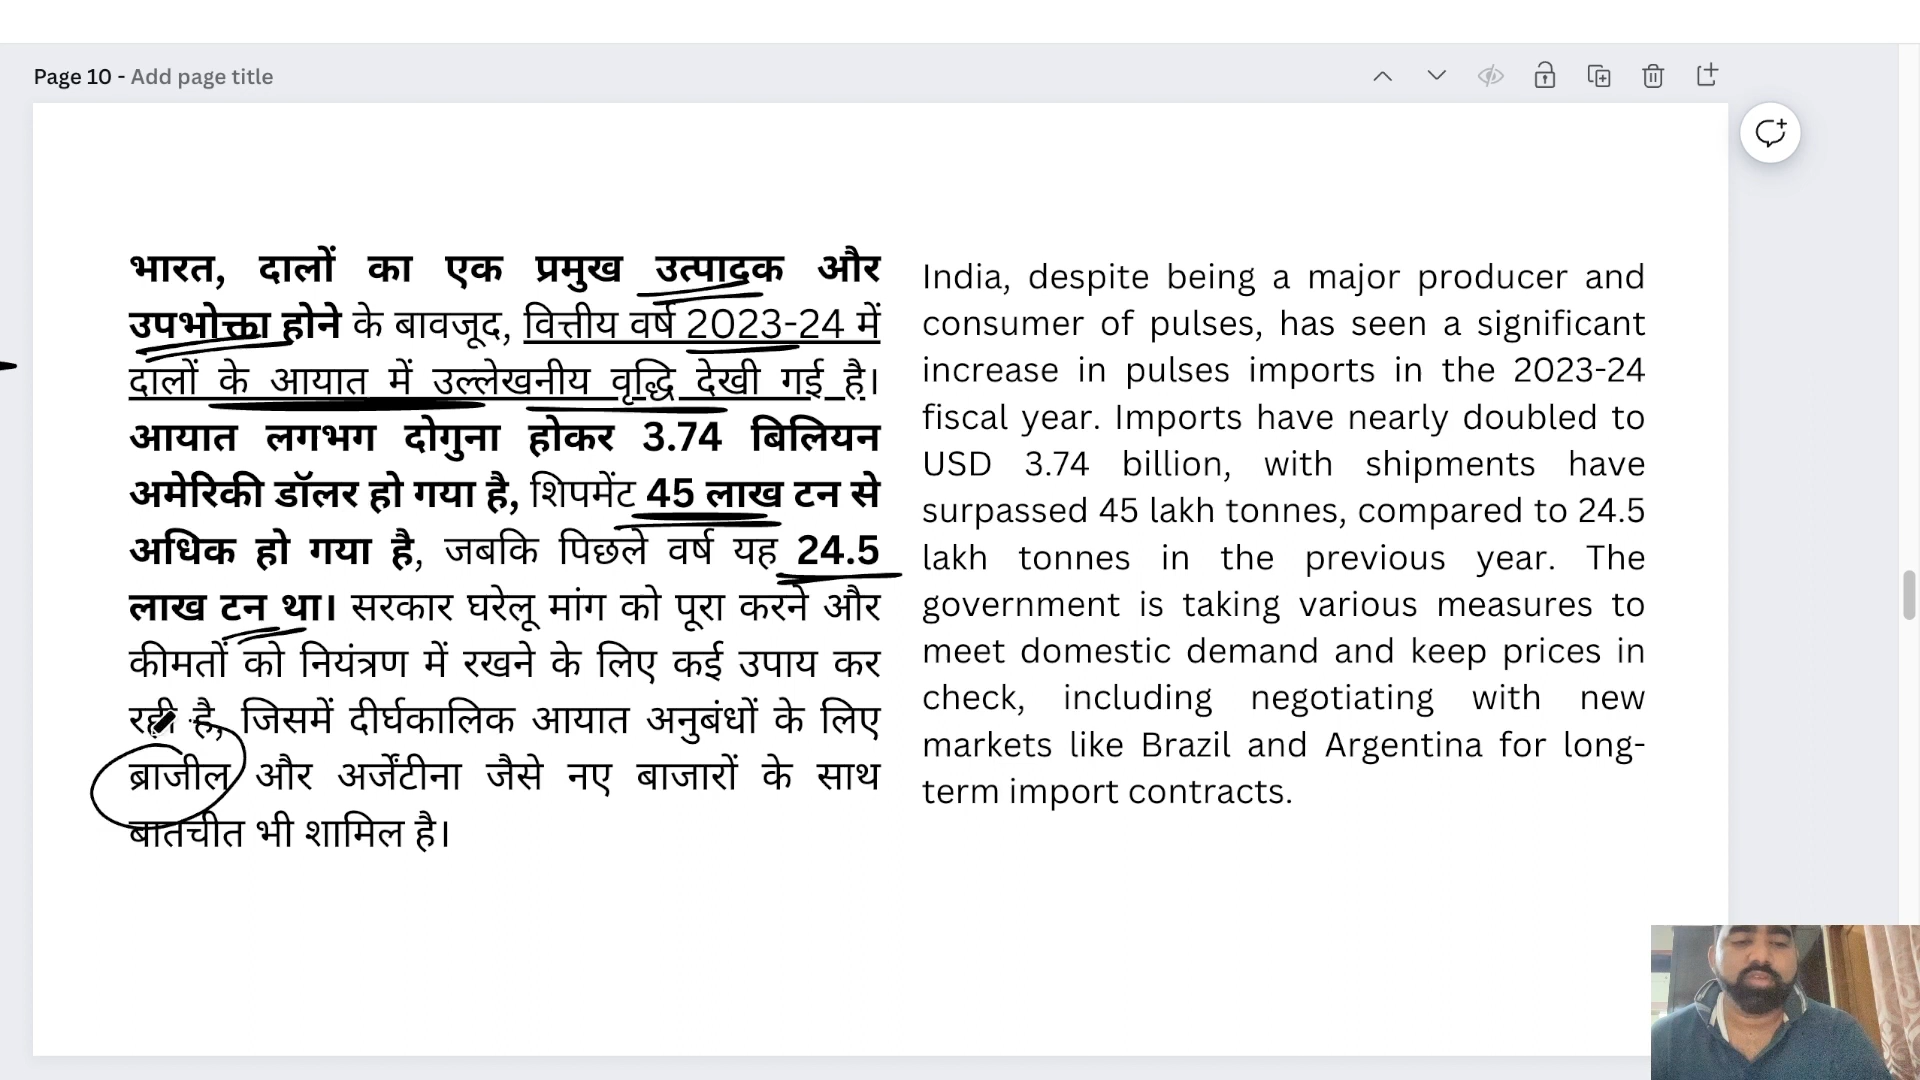 Page 10 - Add page title
भारत, दालों का एक प्रमुख उत्पादक और
उपभोक्ता होने के बावजूद, वित्तीय वर्ष 2023-24 में
दालों के आयात में उल्लेखनीय वृद्धि देखी गई है।
आयात लगभग दोगुना होकर 3.74 बिलियन
अमेरिकी डॉलर हो गया है, शिपमेंट 45 लाख टन से
अधिक हो गया है, जबकि पिछले वर्ष यह 24.5
लाख टन था। सरकार घरेलू मांग को पूरा करने और
कीमतों को नियंत्रण में रखने के लिए कई उपाय कर
रही है, जिसमें दीर्घकालिक आयात अनुबंधों के लिए
ब्राजील और अर्जेंटीना जैसे नए बाजारों के साथ
बातचीत भी शामिल है।
India, despite being a major producer and
consumer of pulses, has seen a significant
increase in pulses imports in the 2023-24
fiscal year. Imports have nearly doubled to
USD 3.74 billion, with shipments have
surpassed 45 lakh tonnes, compared to 24.5
lakh tonnes in the previous year. The
government is taking various measures to
meet domestic demand and keep prices in
check, including negotiating with new
markets like Brazil and Argentina for long-
term import contracts.